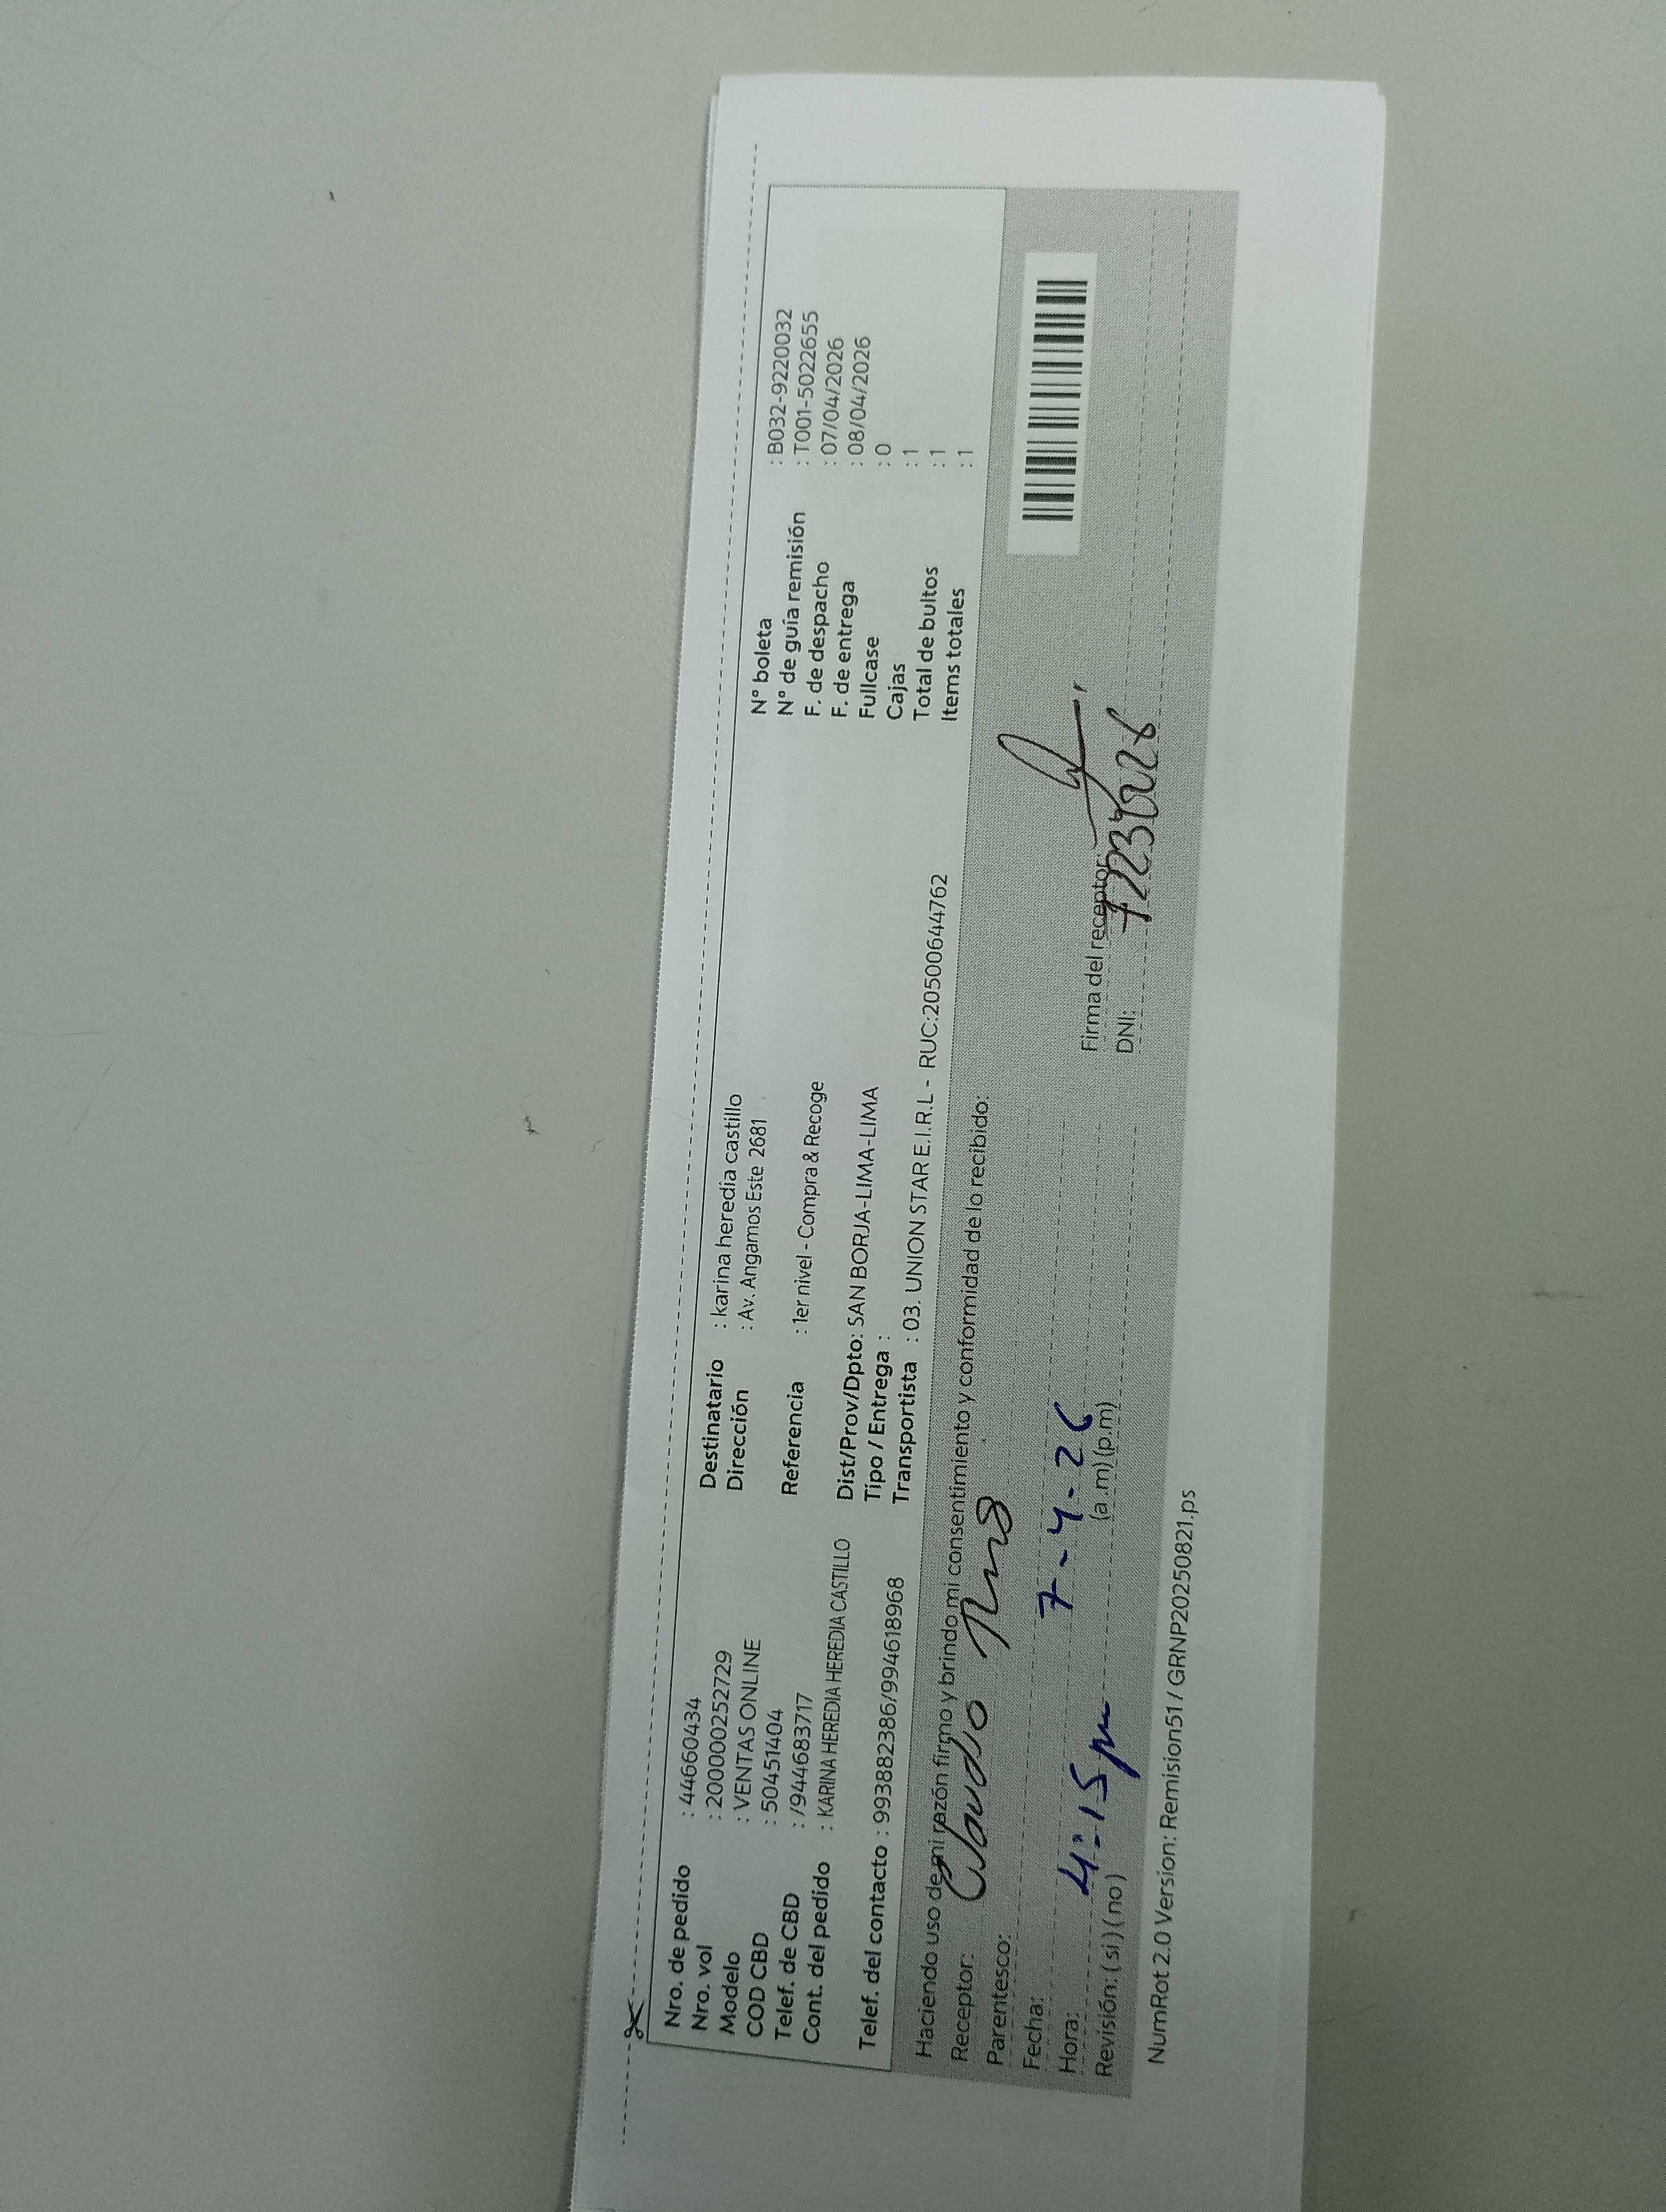 Nro. de pedido : 44660434
Nro. vol : 200000252729
Modelo : VENTAS ONLINE
COD CBD : 50451404
Telef. de CBD : /944683717
Cont. del pedido : KARINA HEREDIA HEREDIA CASTILLO
Telef. del contacto : 993882386/994618968
Destinatario : karina heredia castillo
Dirección : Av. Angamos Este 2681
Referencia : 1er nivel - Compra & Recoge
Dist/Prov/Dpto: SAN BORJA-LIMA-LIMA
Tipo / Entrega :
Transportista : 03. UNION STAR E.I.R.L - RUC:20500644762
N° boleta : B032-9220032
N° de guía remisión : T001-5022655
F. de despacho : 07/04/2026
F. de entrega : 08/04/2026
Fullcase : 0
Cajas : 1
Total de bultos : 1
Items totales : 1
Haciendo uso de mi razón firmo y brindo mi consentimiento y conformidad de lo recibido:
Receptor:
Parentesco:
Fecha: 7-4-26
Hora: 4:15 pm (a.m) (p.m)
Revisión: ( si ) ( no )
Firma del receptor:
DNI:
NumRot 2.0 Version: Remision51 / GRNP20250821.ps